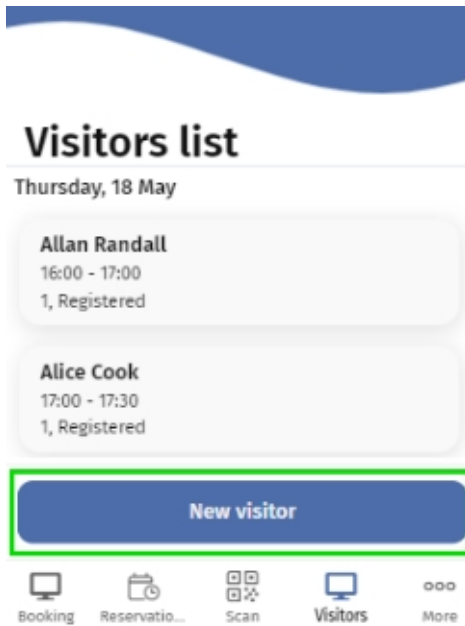 Visitors list
Thursday, 18 May
Allan Randall
16:00 - 17:00
1, Registered
Alice Cook
17:00 - 17:30
1, Registered
New visitor
Booking Reservatio... Scan Visitors More